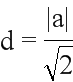 d = |a| / √2